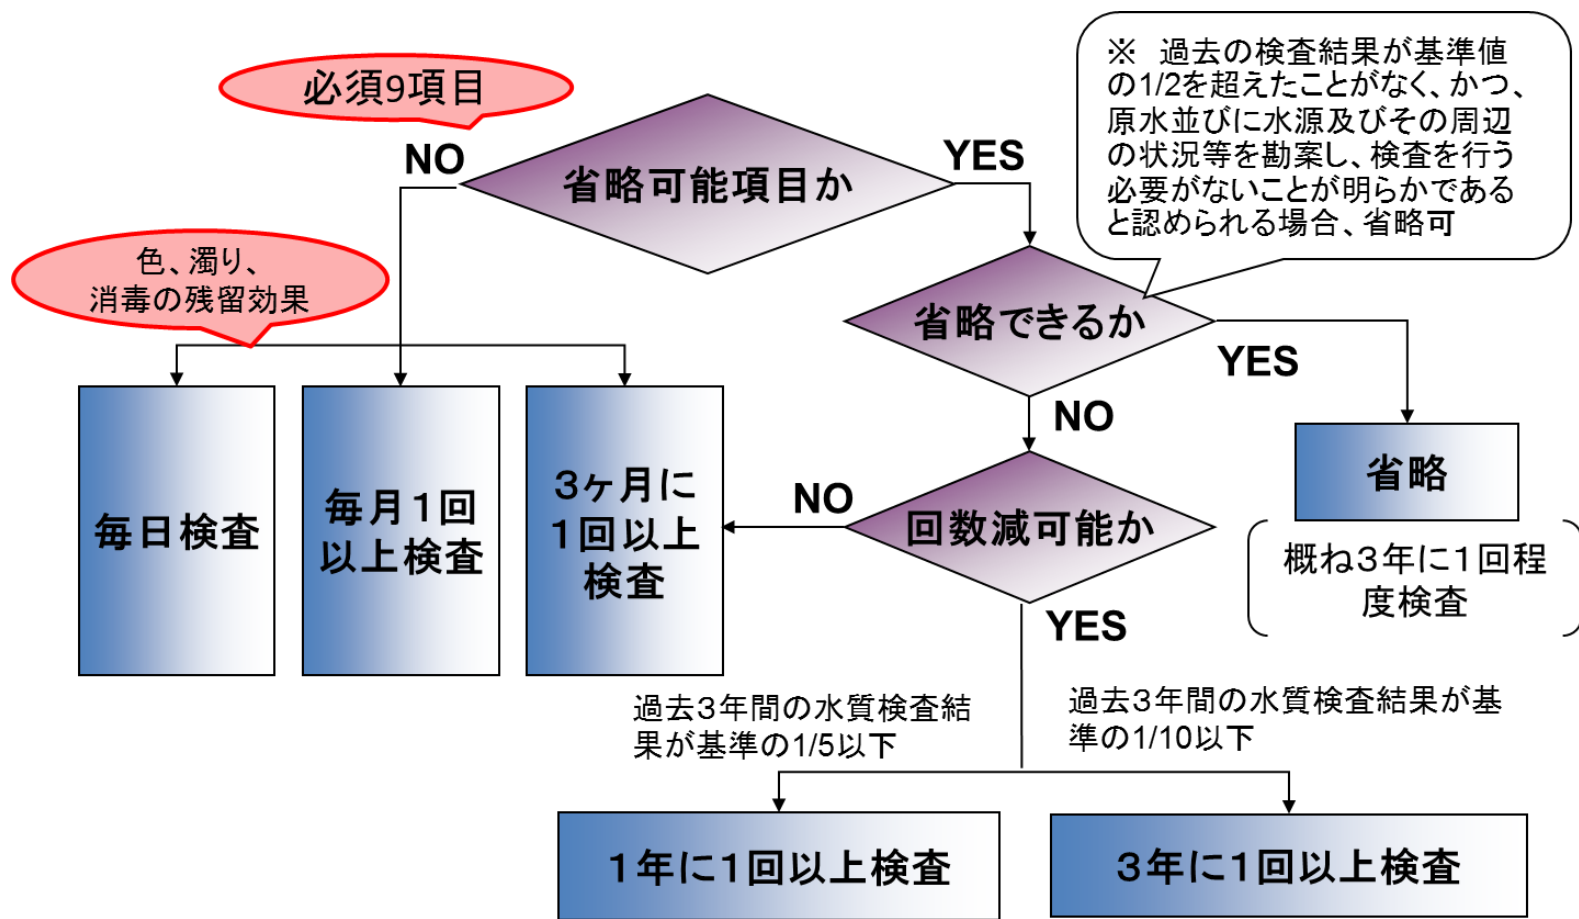 必須9項目
※　過去の検査結果が基準値
の1/2を超えたことがなく、かつ、
原水並びに水源及びその周辺
の状況等を勘案し、検査を行う
必要がないことが明らかである
と認められる場合、省略可
NO
省略可能項目か
YES
色、濁り、
消毒の残留効果
省略できるか
YES
NO
毎日検査
毎月１回
以上検査
３ヶ月に
１回以上
検査
NO
回数減可能か
YES
省略
概ね３年に１回程
度検査
過去３年間の水質検査結
果が基準の1/5以下
過去３年間の水質検査結果が基
準の1/10以下
１年に１回以上検査
３年に１回以上検査